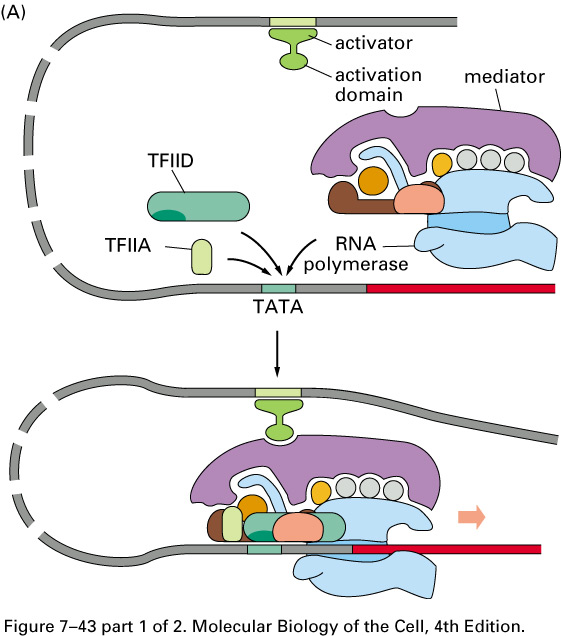 (A)
activator
activation
domain
mediator
TFIID
TFIIA
RNA
polymerase
TATA
Figure 7–43 part 1 of 2. Molecular Biology of the Cell, 4th Edition.